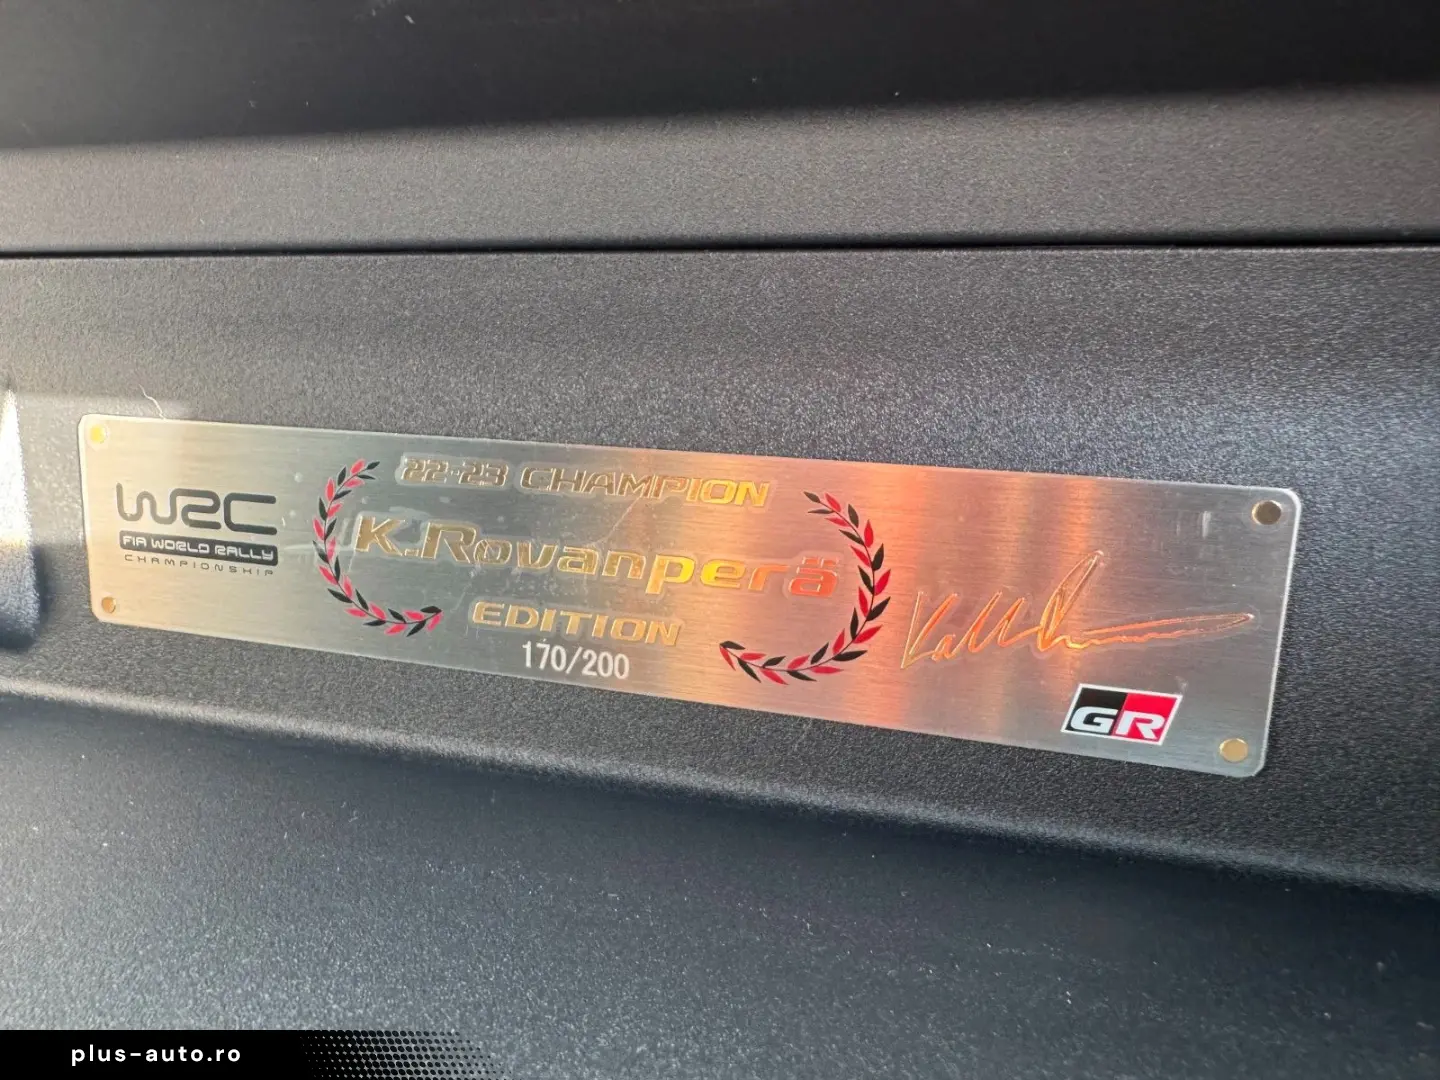 WRC
FIA WORLD RALLY
CHAMPIONSHIP
22-23 CHAMPION
K.Rovanperä
EDITION
170/200
GR
plus-auto.ro